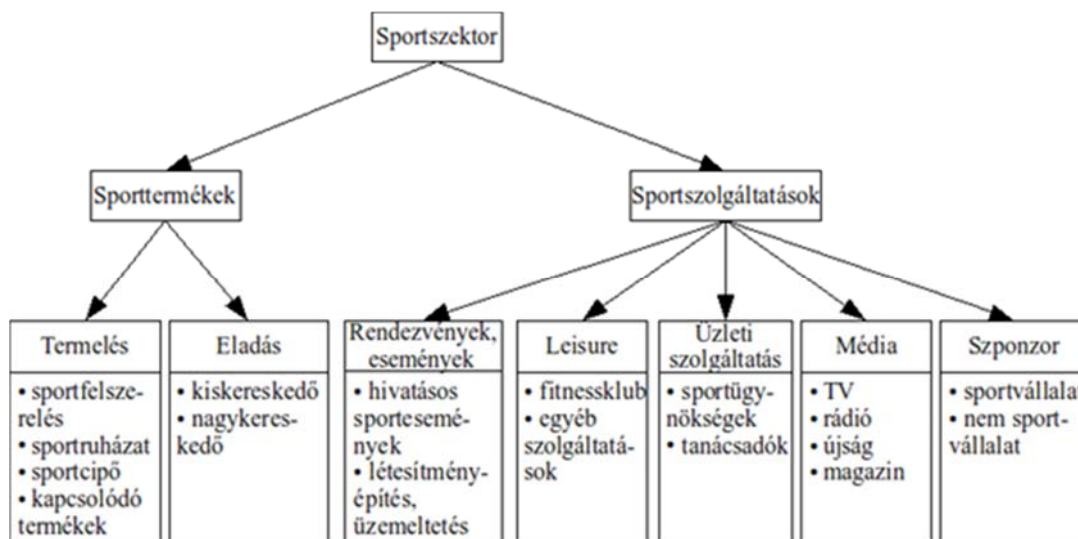 Sportszektor
Sporttermékek
Sportszolgáltatások
Termelés
• sportfelsze-
relés
• sportruházat
• sportcipő
• kapcsolódó
termékek
Eladás
• kiskereskedő
• nagykeres-
kedő
Rendezvények,
események
• hivatásos
sportesemé-
nyek
• létesítmény-
építés,
üzemeltetés
Leisure
• fitnessklub
• egyéb
szolgáltatá-
sok
Üzleti
szolgáltatás
• sportügy-
nökségek
• tanácsadók
Média
• TV
• rádió
• újság
• magazin
Szponzor
• sportvállalat
• nem sport-
vállalat